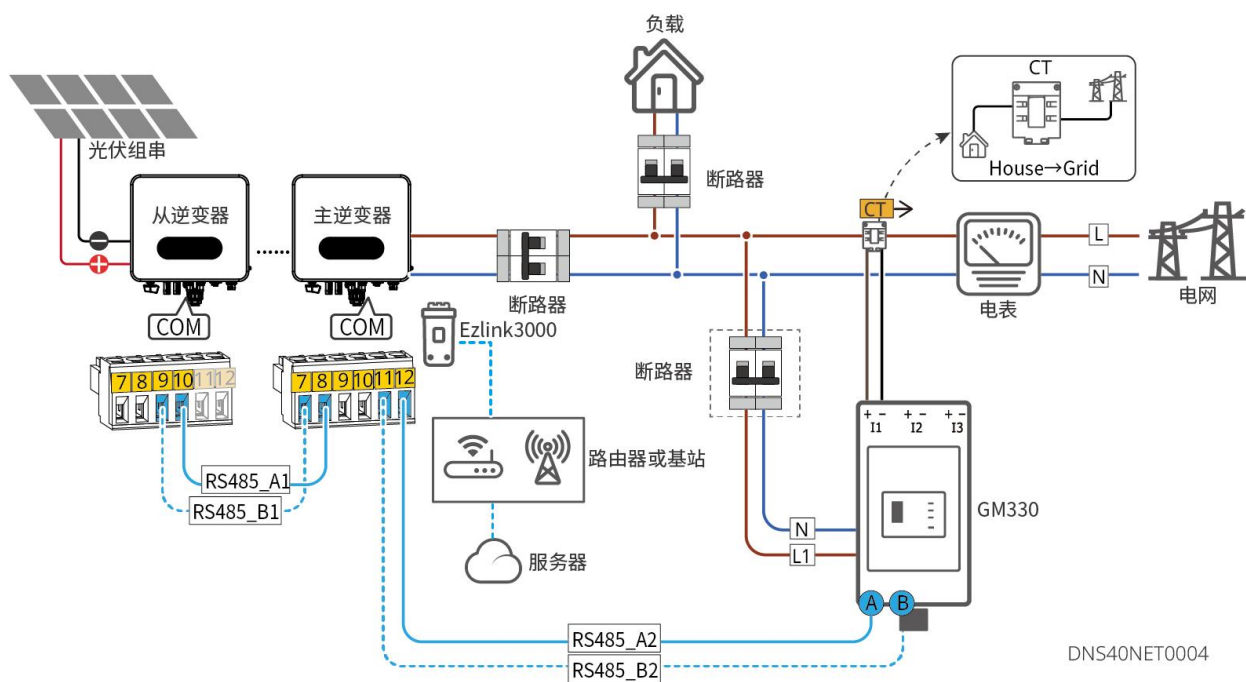 负载
CT
House→Grid
光伏组串
断路器
从逆变器
主逆变器
CT
L
N
断路器
电表
电网
COM
COM
Ezlink3000
断路器
7 8 9 10 11 12
7 8 9 10 11 12
+ - + - + -
I1 I2 I3
路由器或基站
RS485_A1
RS485_B1
GM330
N
L1
服务器
A B
RS485_A2
RS485_B2
DNS40NET0004